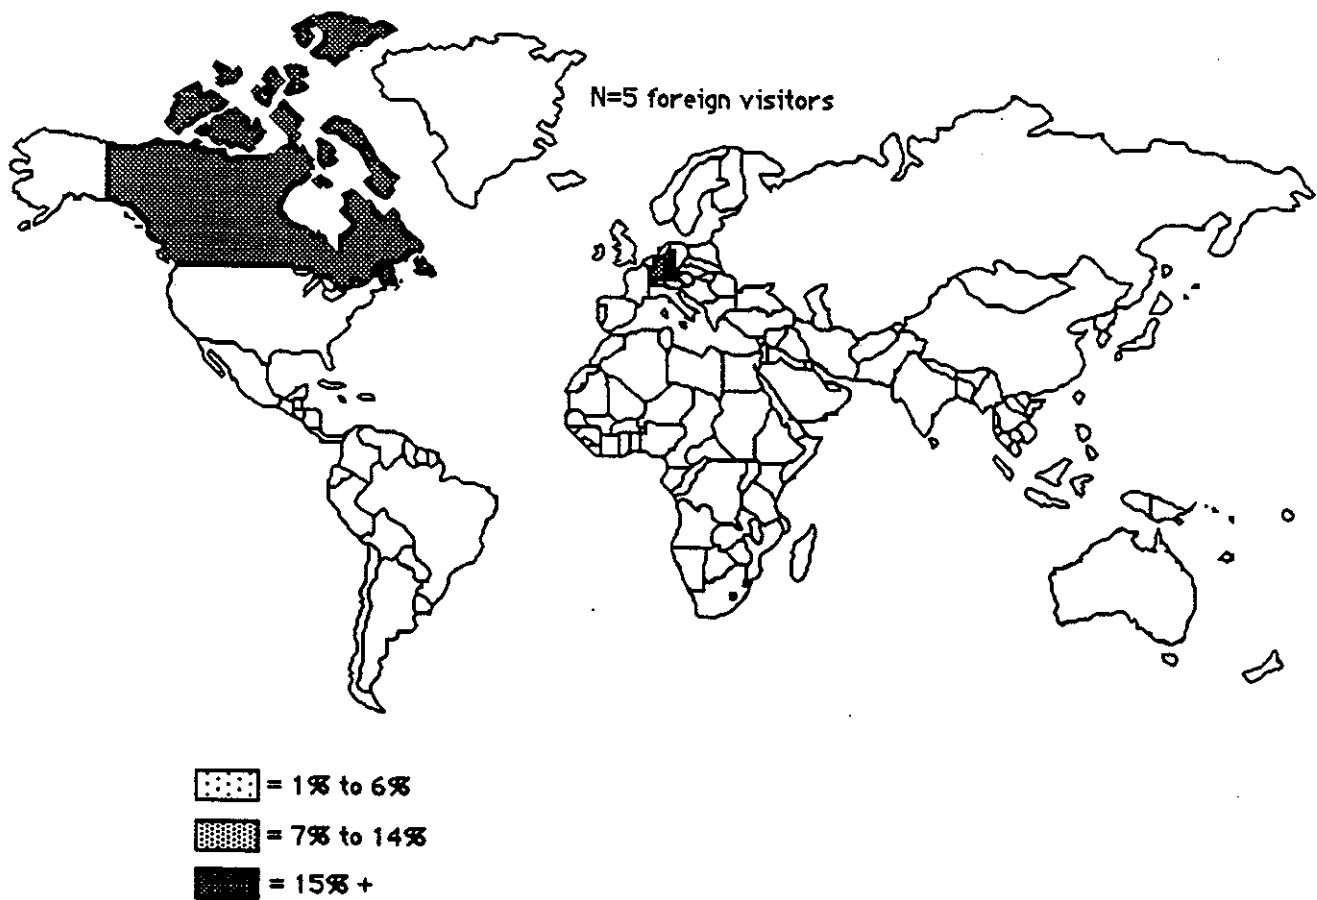 N=5 foreign visitors
= 1% to 6%
= 7% to 14%
= 15% +